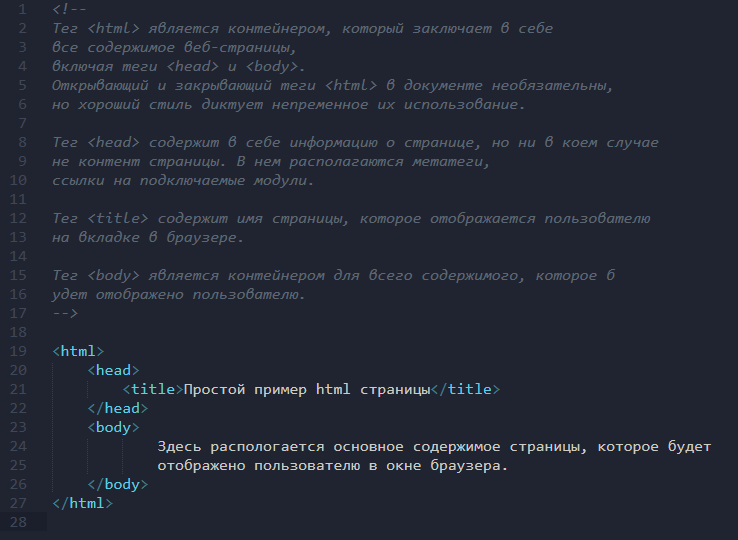 1 <!--
2 Тег <html> является контейнером, который заключает в себе
3 все содержимое веб-страницы,
4 включая теги <head> и <body>.
5 Открывающий и закрывающий теги <html> в документе необязательны,
6 но хороший стиль диктует непременное их использование.
7
8 Тег <head> содержит в себе информацию о странице, но ни в коем случае
9 не контент страницы. В нем располагаются метатеги,
10 ссылки на подключаемые модули.
11
12 Тег <title> содержит имя страницы, которое отображается пользователю
13 на вкладке в браузере.
14
15 Тег <body> является контейнером для всего содержимого, которое б
16 удет отображено пользователю.
17 -->
18
19 <html>
20 <head>
21 <title>Простой пример html страницы</title>
22 </head>
23 <body>
24 Здесь распологается основное содержимое страницы, которое будет
25 отображено пользователю в окне браузера.
26 </body>
27 </html>
28